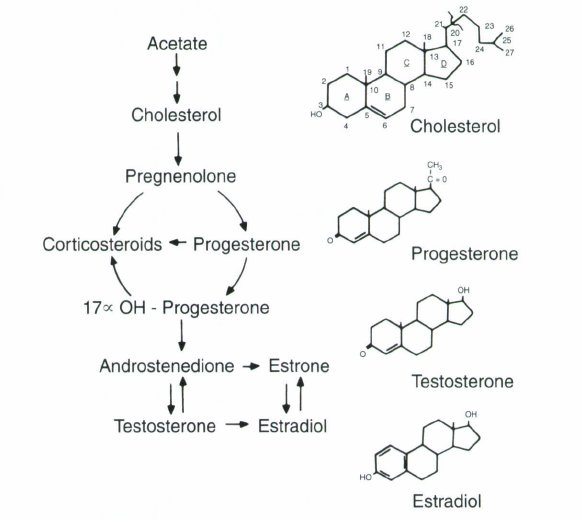 Acetate
Cholesterol
Pregnenolone
Corticosteroids
Progesterone
17∝ OH - Progesterone
Androstenedione
Estrone
Testosterone
Estradiol
21
22
23
26
20
24
25
27
12
18
17
11
13
16
C
D
1
19
9
14
15
2
10
8
A
B
3
5
7
HO
4
6
Cholesterol
CH₃
C = O
O
Progesterone
OH
O
Testosterone
OH
HO
Estradiol